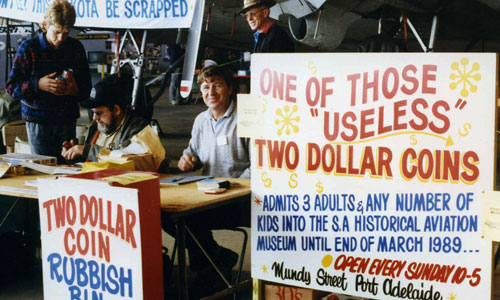 BE SCRAPPED
ONE OF THOSE
"USELESS"
TWO DOLLAR COINS
ADMITS 3 ADULTS & ANY NUMBER OF
KIDS INTO THE S.A HISTORICAL AVIATION
MUSEUM UNTIL END OF MARCH 1989...
OPEN EVERY SUNDAY 10-5
Mundy Street Port Adelaide
TWO DOLLAR
COIN
RUBBISH
BIN